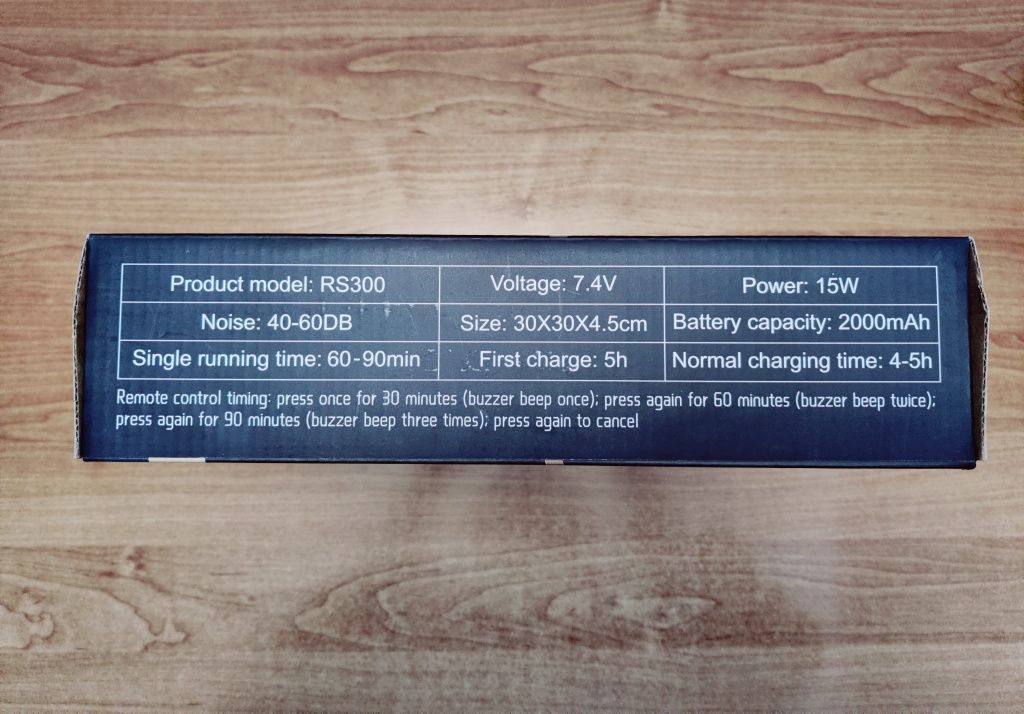 Product model: RS300 Voltage: 7.4V Power: 15W
Noise: 40-60DB Size: 30X30X4.5cm Battery capacity: 2000mAh
Single running time: 60-90min First charge: 5h Normal charging time: 4-5h
Remote control timing: press once for 30 minutes (buzzer beep once); press again for 60 minutes (buzzer beep twice);
press again for 90 minutes (buzzer beep three times); press again to cancel